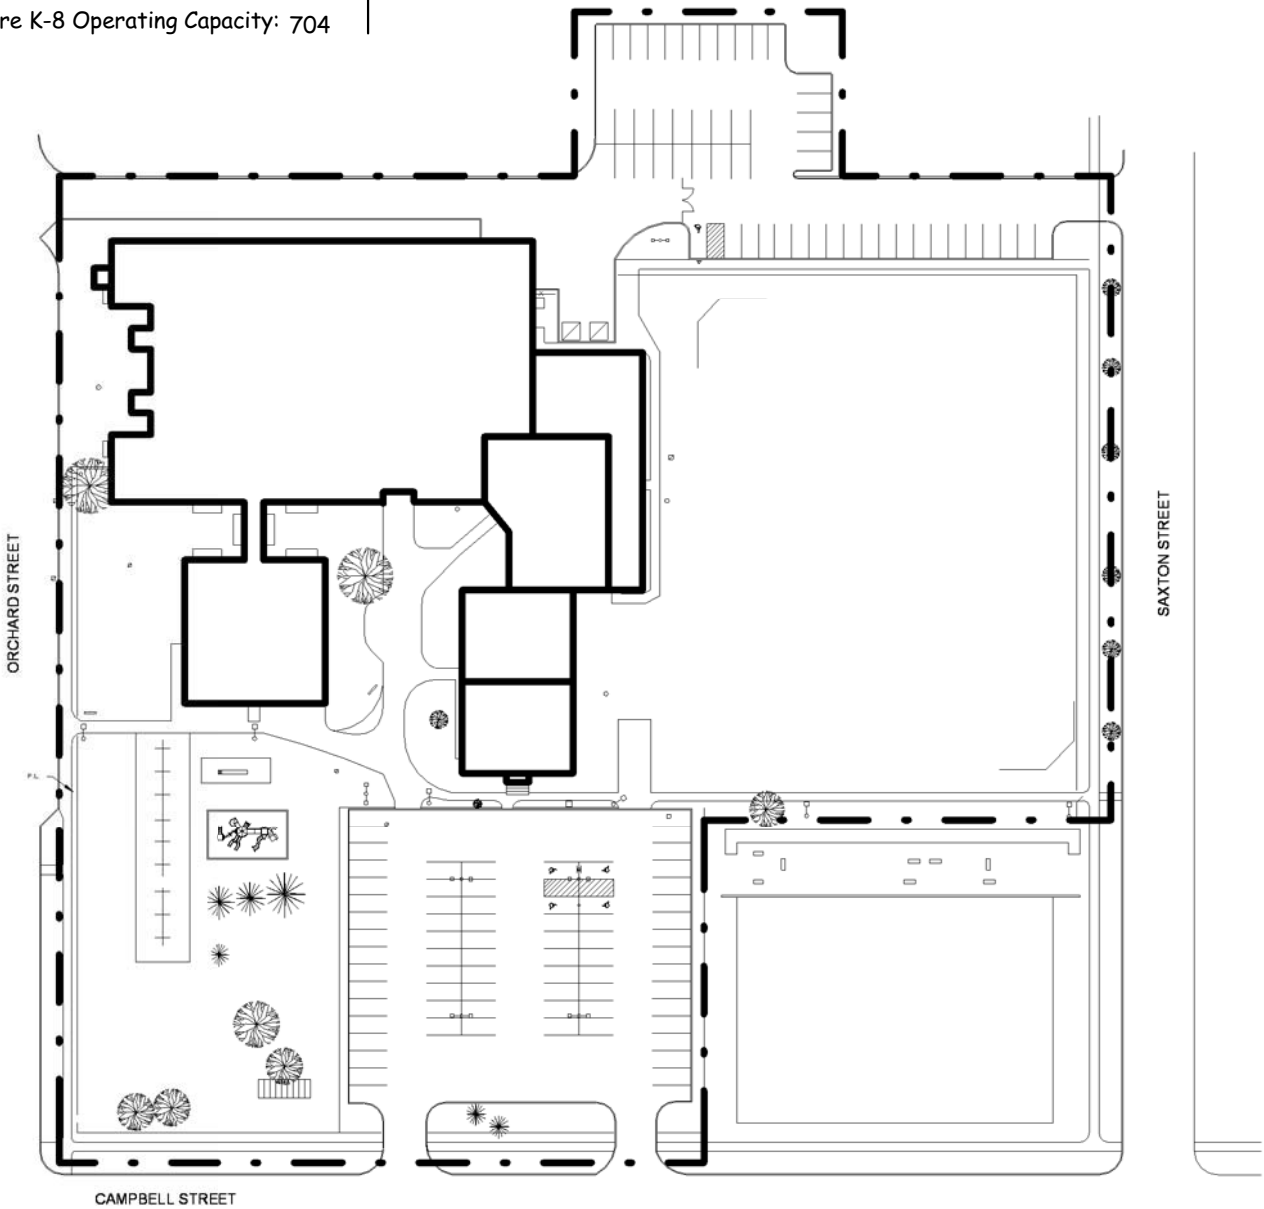 re K-8 Operating Capacity: 704
ORCHARD STREET
SAXTON STREET
P.L.
CAMPBELL STREET